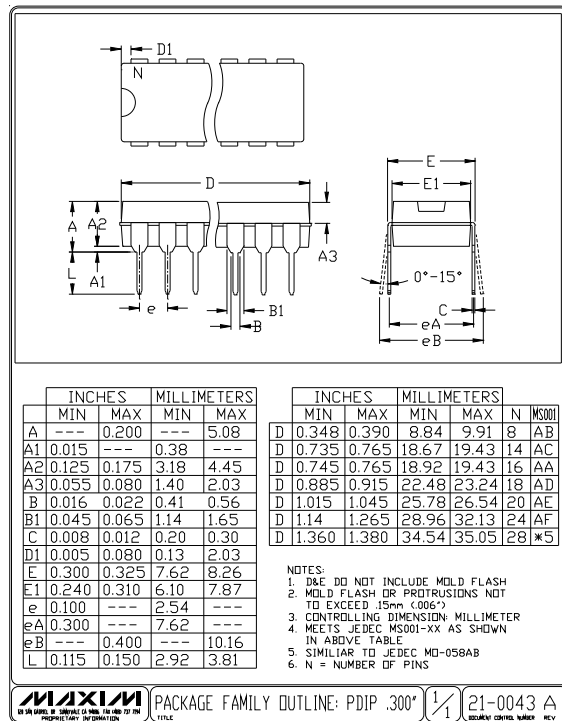 D1
N
D
E
E1
A
A2
A3
L
A1
e
B1
B
0°-15°
C
eA
eB
INCHES MILLIMETERS
MIN MAX MIN MAX
A --- 0.200 --- 5.08
A1 0.015 --- 0.38 ---
A2 0.125 0.175 3.18 4.45
A3 0.055 0.080 1.40 2.03
B 0.016 0.022 0.41 0.56
B1 0.045 0.065 1.14 1.65
C 0.008 0.012 0.20 0.30
D1 0.005 0.080 0.13 2.03
E 0.300 0.325 7.62 8.26
E1 0.240 0.310 6.10 7.87
e 0.100 --- 2.54 ---
eA 0.300 --- 7.62 ---
eB --- 0.400 --- 10.16
L 0.115 0.150 2.92 3.81
INCHES MILLIMETERS
MIN MAX MIN MAX N MS001
D 0.348 0.390 8.84 9.91 8 AB
D 0.735 0.765 18.67 19.43 14 AC
D 0.745 0.765 18.92 19.43 16 AA
D 0.885 0.915 22.48 23.24 18 AD
D 1.015 1.045 25.78 26.54 20 AE
D 1.14 1.265 28.96 32.13 24 AF
D 1.360 1.380 34.54 35.05 28 *5
NOTES:
1. D&E DO NOT INCLUDE MOLD FLASH
2. MOLD FLASH OR PROTRUSIONS NOT
TO EXCEED .15mm (.006")
3. CONTROLLING DIMENSION: MILLIMETER
4. MEETS JEDEC MS001-XX AS SHOWN
IN ABOVE TABLE
5. SIMILIAR TO JEDEC MO-058AB
6. N = NUMBER OF PINS
MAXIM
PROPRIETARY INFORMATION
PACKAGE FAMILY OUTLINE: PDIP .300"
TITLE
1/1
21-0043 A
DOCUMENT CONTROL NUMBER REV